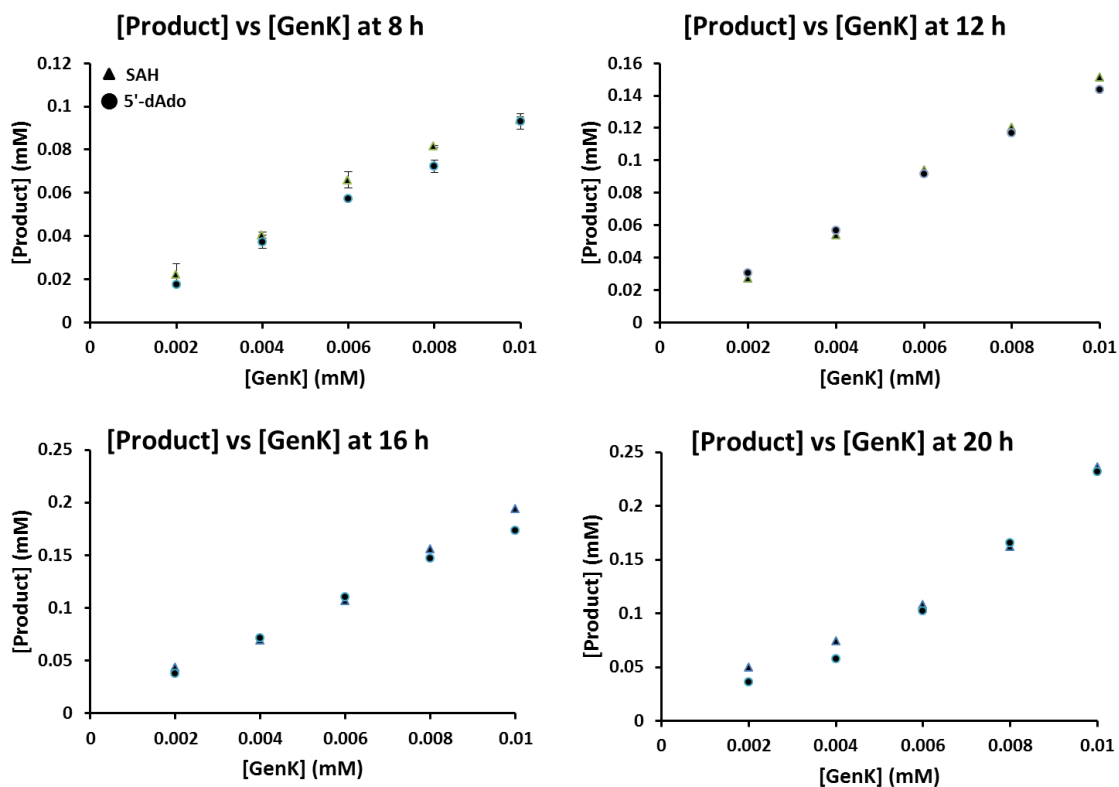 [Product] vs [GenK] at 8 h
[Product] (mM)
0.12
0.1
0.08
0.06
0.04
0.02
0
SAH
5'-dAdo
0 0.002 0.004 0.006 0.008 0.01
[GenK] (mM)
[Product] vs [GenK] at 12 h
[Product] (mM)
0.16
0.14
0.12
0.1
0.08
0.06
0.04
0.02
0
0 0.002 0.004 0.006 0.008 0.01
[GenK] (mM)
[Product] vs [GenK] at 16 h
[Product] (mM)
0.25
0.2
0.15
0.1
0.05
0
0 0.002 0.004 0.006 0.008 0.01
[GenK] (mM)
[Product] vs [GenK] at 20 h
[Product] (mM)
0.25
0.2
0.15
0.1
0.05
0
0 0.002 0.004 0.006 0.008 0.01
[GenK] (mM)